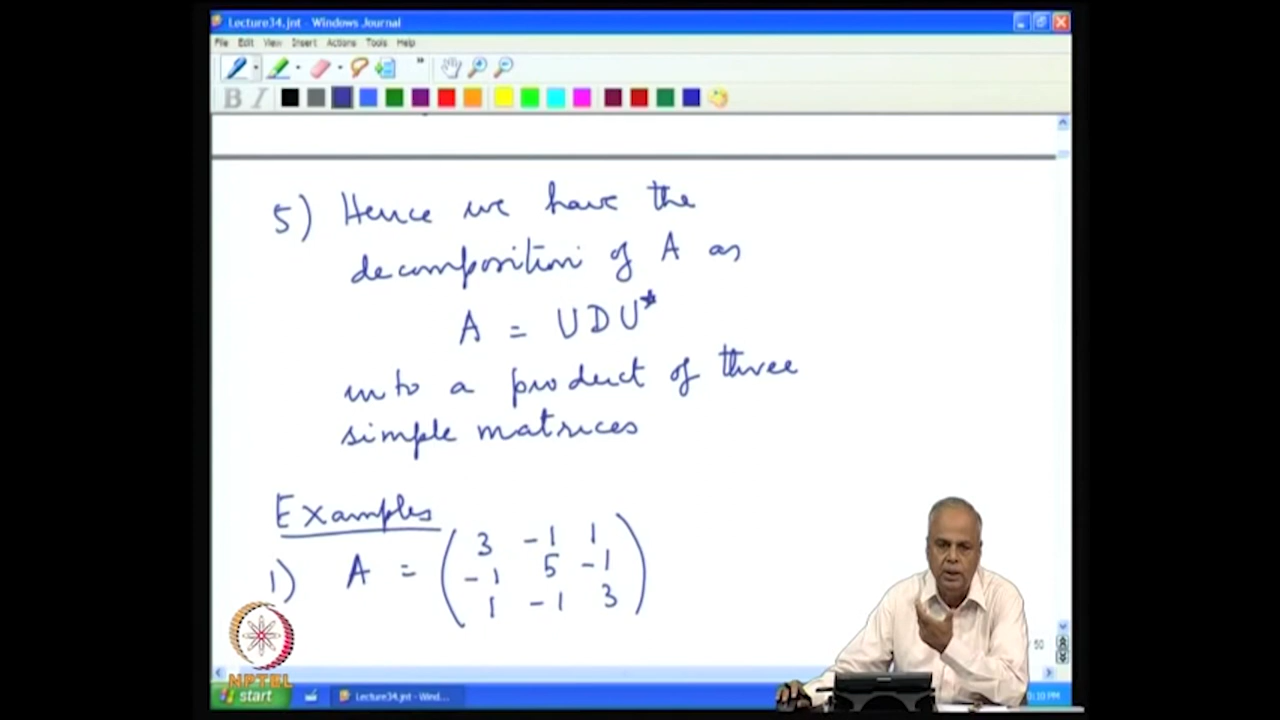 Lecture34.jnt - Windows Journal
File Edit View Insert Actions Tools Help
B I
5) Hence we have the
decomposition of A as
A = UDU*
into a product of three
simple matrices
Examples
1) A = ( 3 -1 1
-1 5 -1
1 -1 3 )
50
NPTEL
start Lecture34.jnt - Wind...